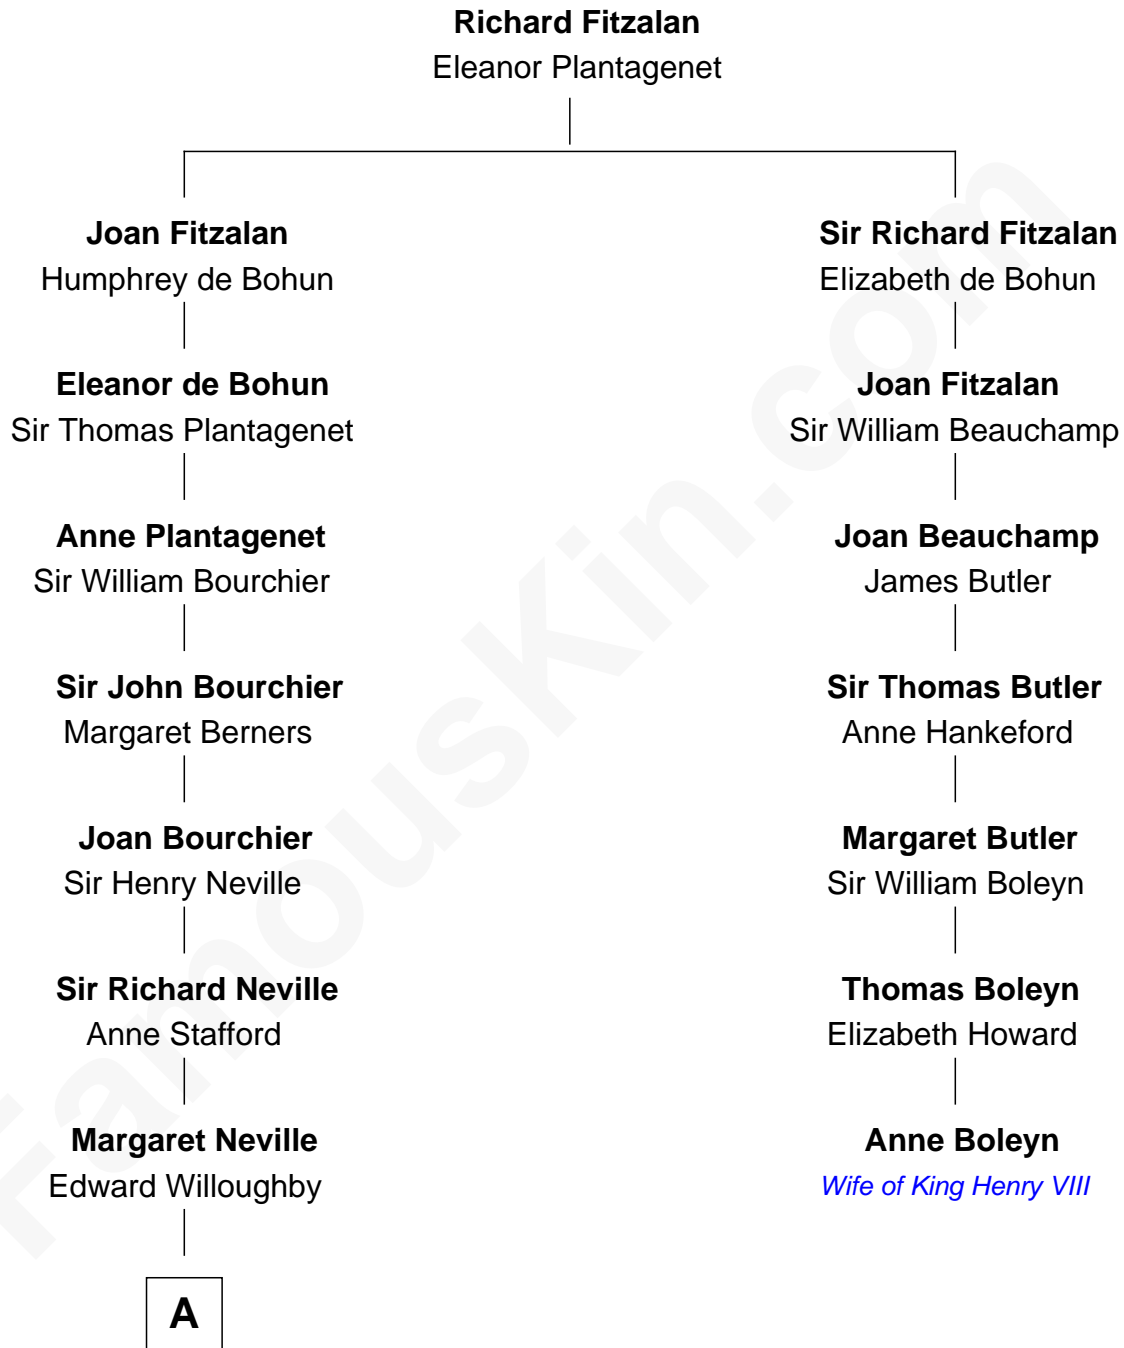 Richard Fitzalan
Eleanor Plantagenet
Joan Fitzalan
Humphrey de Bohun
Sir Richard Fitzalan
Elizabeth de Bohun
Eleanor de Bohun
Sir Thomas Plantagenet
Joan Fitzalan
Sir William Beauchamp
Anne Plantagenet
Sir William Bourchier
Joan Beauchamp
James Butler
Sir John Bourchier
Margaret Berners
Sir Thomas Butler
Anne Hankeford
Joan Bourchier
Sir Henry Neville
Margaret Butler
Sir William Boleyn
Sir Richard Neville
Anne Stafford
Thomas Boleyn
Elizabeth Howard
Margaret Neville
Edward Willoughby
Anne Boleyn
Wife of King Henry VIII
A
FamousKin.com